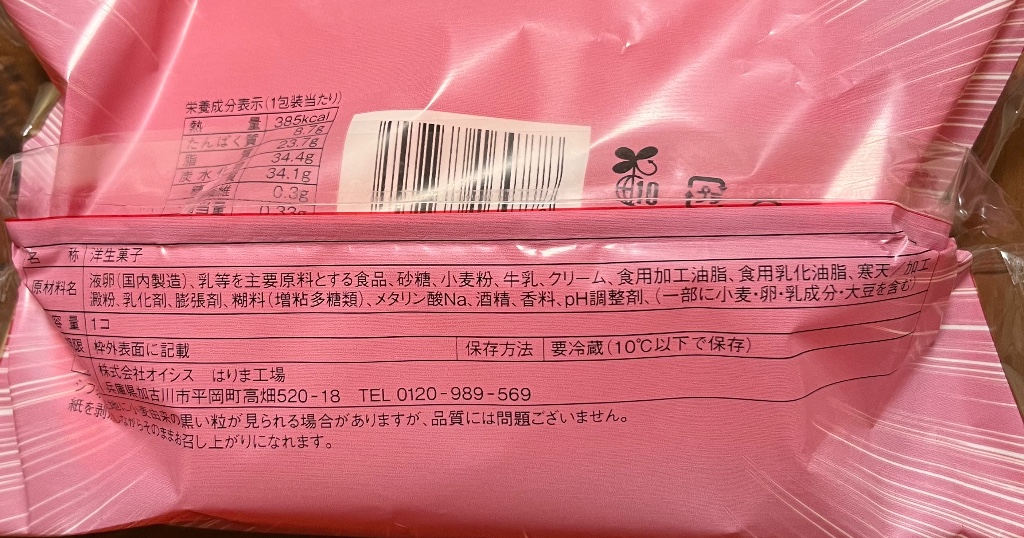 栄養成分表示(1包装当たり)
熱 量 385kcal
たんぱく質 8.7g
脂 23.7g
炭水 34.4g
34.1g
0.3g
10
名 称 洋生菓子
原材料名 液卵(国内製造)、乳等を主要原料とする食品、砂糖、小麦粉、牛乳、クリーム、食用加工油脂、食用乳化油脂、寒天/加工
澱粉、乳化剤、膨張剤、糊料(増粘多糖類)、メタリン酸Na、酒精、香料、pH調整剤、(一部に小麦・卵・乳成分・大豆を含む)
容量 1コ
限 枠外表面に記載 保存方法 要冷蔵(10℃以下で保存)
株式会社オイシス はりま工場
兵庫県加古川市平岡町高畑520-18 TEL 0120-989-569
小麦由来の黒い粒が見られる場合がありますが、品質には問題ございません。
紙を剥 ながらそのままお召し上がりになれます。